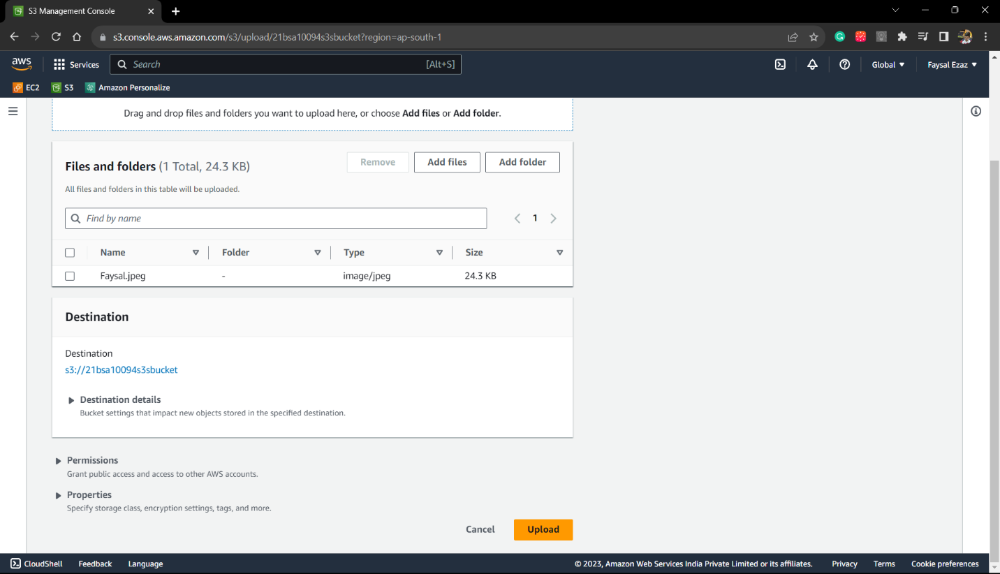 S3 Management Console
s3.console.aws.amazon.com/s3/upload/21bsa10094s3sbucket?region=ap-south-1
aws
Services
Search
[Alt+S]
Global
Faysal Ezaz
EC2
S3
Amazon Personalize
Drag and drop files and folders you want to upload here, or choose Add files or Add folder.
Files and folders (1 Total, 24.3 KB)
Remove
Add files
Add folder
All files and folders in this table will be uploaded.
Find by name
1
Name
Folder
Type
Size
Faysal.jpeg
-
image/jpeg
24.3 KB
Destination
Destination
s3://21bsa10094s3sbucket
Destination details
Bucket settings that impact new objects stored in the specified destination.
Permissions
Grant public access and access to other AWS accounts.
Properties
Specify storage class, encryption settings, tags, and more.
Cancel
Upload
CloudShell
Feedback
Language
© 2023, Amazon Web Services India Private Limited or its affiliates.
Privacy
Terms
Cookie preferences